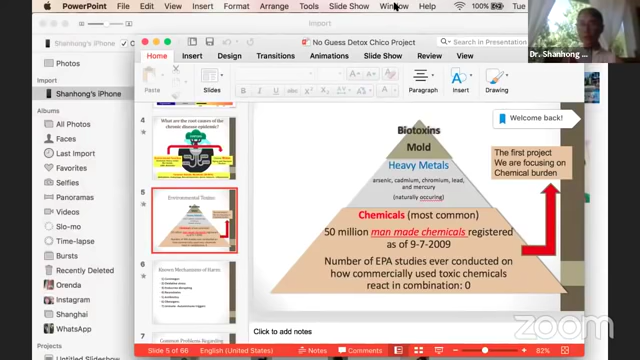 PowerPoint File Edit View Insert Format Arrange Tools Slide Show Window Help 100% Tue
Import
Shanhong's iPhone
Photos
Import
Shanhong's iPhone
Albums
All Photos
Faces
Last Import
Favorites
Selfies
Panoramas
Videos
Slo-mo
Time-lapse
Bursts
Recently Deleted
Orenda
Instagram
Shanhong
WhatsApp
No Guess Detox Chico Project
Search in Presentation
Home Insert Design Transitions Animations Slide Show Review View
Paste Slides Paragraph Insert Drawing
4
What are the root causes of the chronic disease epidemic?
5
Environmental Toxins
6
Known Mechanisms of Harm
7
Common Problems Regarding
Biotoxins
Mold
Heavy Metals
arsenic, cadmium, chromium, lead,
and mercury
(naturally occuring)
Chemicals (most common)
50 million man made chemicals registered
as of 9-7-2009
Number of EPA studies ever conducted on
how commercially used toxic chemicals
react in combination: 0
The first project
We are focusing on
Chemical burden
Welcome back!
Click to add notes
Slide 5 of 66 English (United States) Notes Comments 82%
Dr. Shanhong
zoom